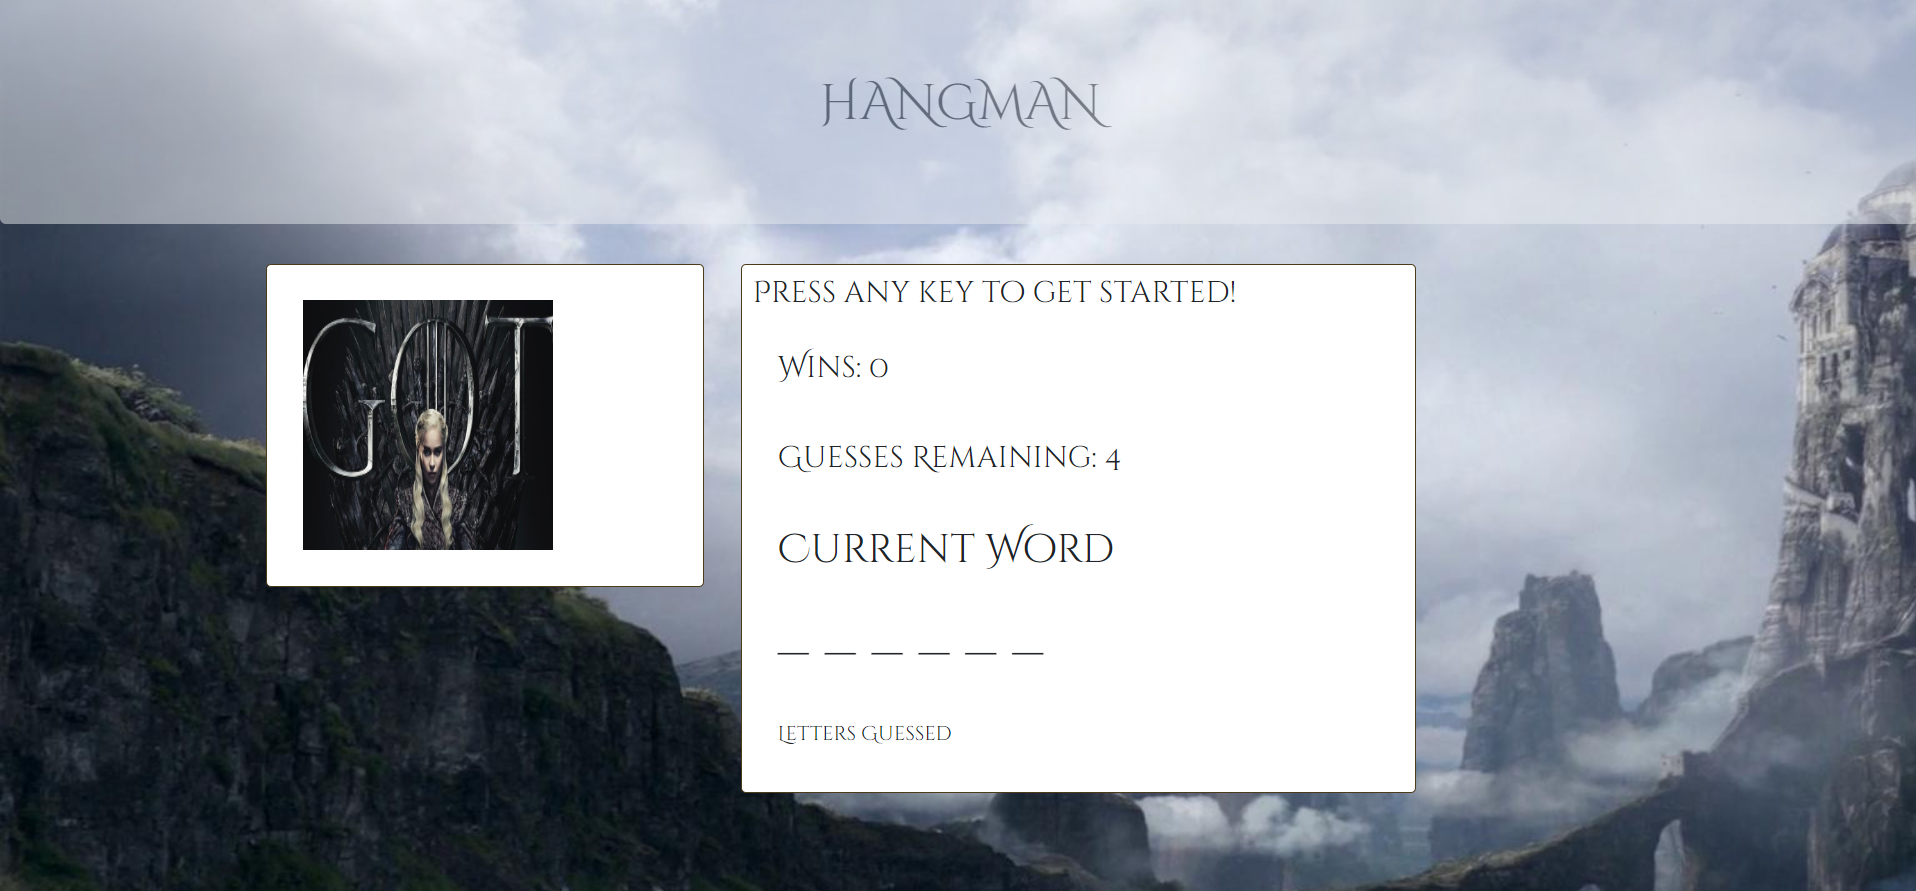 HANGMAN
GOT
PRESS ANY KEY TO GET STARTED!
WINS: 0
GUESSES REMAINING: 4
CURRENT WORD
_ _ _ _ _ _
LETTERS GUESSED